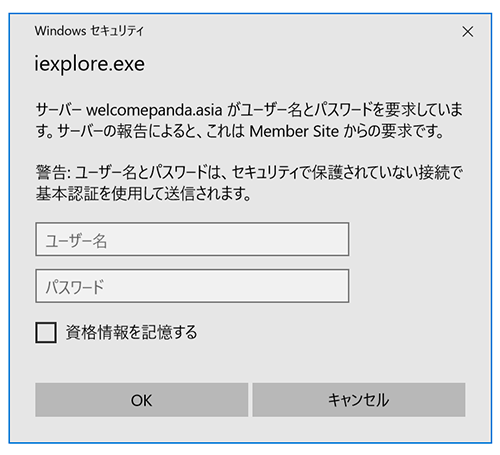 Windows セキュリティ
iexplore.exe
サーバー welcomepanda.asia がユーザー名とパスワードを要求していま
す。サーバーの報告によると、これは Member Site からの要求です。
警告: ユーザー名とパスワードは、セキュリティで保護されていない接続で
基本認証を使用して送信されます。
ユーザー名
パスワード
資格情報を記憶する
OK
キャンセル